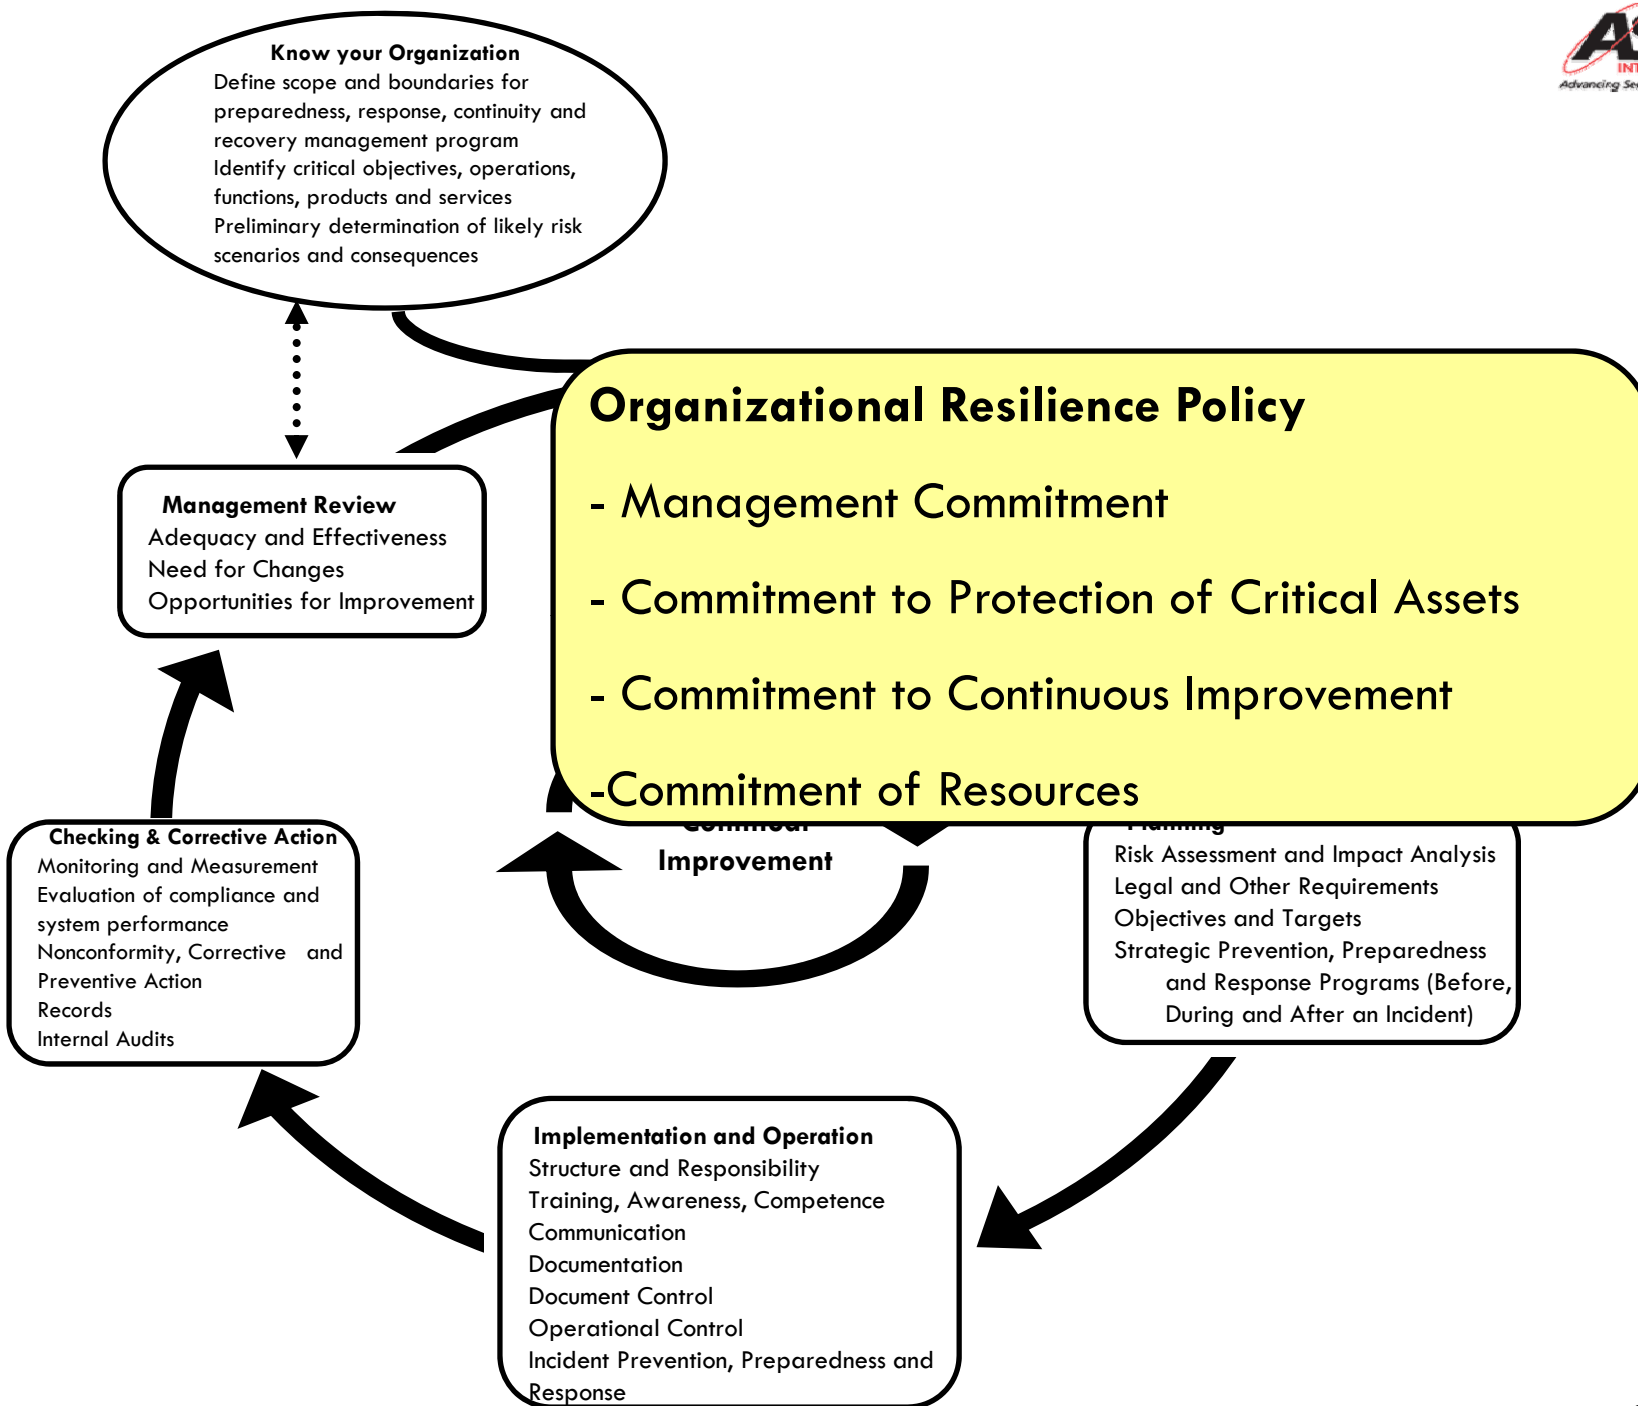 Know your Organization
Define scope and boundaries for
preparedness, response, continuity and
recovery management program
Identify critical objectives, operations,
functions, products and services
Preliminary determination of likely risk
scenarios and consequences
INT
Advancing Se
Organizational Resilience Policy
- Management Commitment
- Commitment to Protection of Critical Assets
- Commitment to Continuous Improvement
-Commitment of Resources
Management Review
Adequacy and Effectiveness
Need for Changes
Opportunities for Improvement
Improvement
Checking & Corrective Action
Monitoring and Measurement
Evaluation of compliance and
system performance
Nonconformity, Corrective and
Preventive Action
Records
Internal Audits
Planning
Risk Assessment and Impact Analysis
Legal and Other Requirements
Objectives and Targets
Strategic Prevention, Preparedness
and Response Programs (Before,
During and After an Incident)
Implementation and Operation
Structure and Responsibility
Training, Awareness, Competence
Communication
Documentation
Document Control
Operational Control
Incident Prevention, Preparedness and
Response